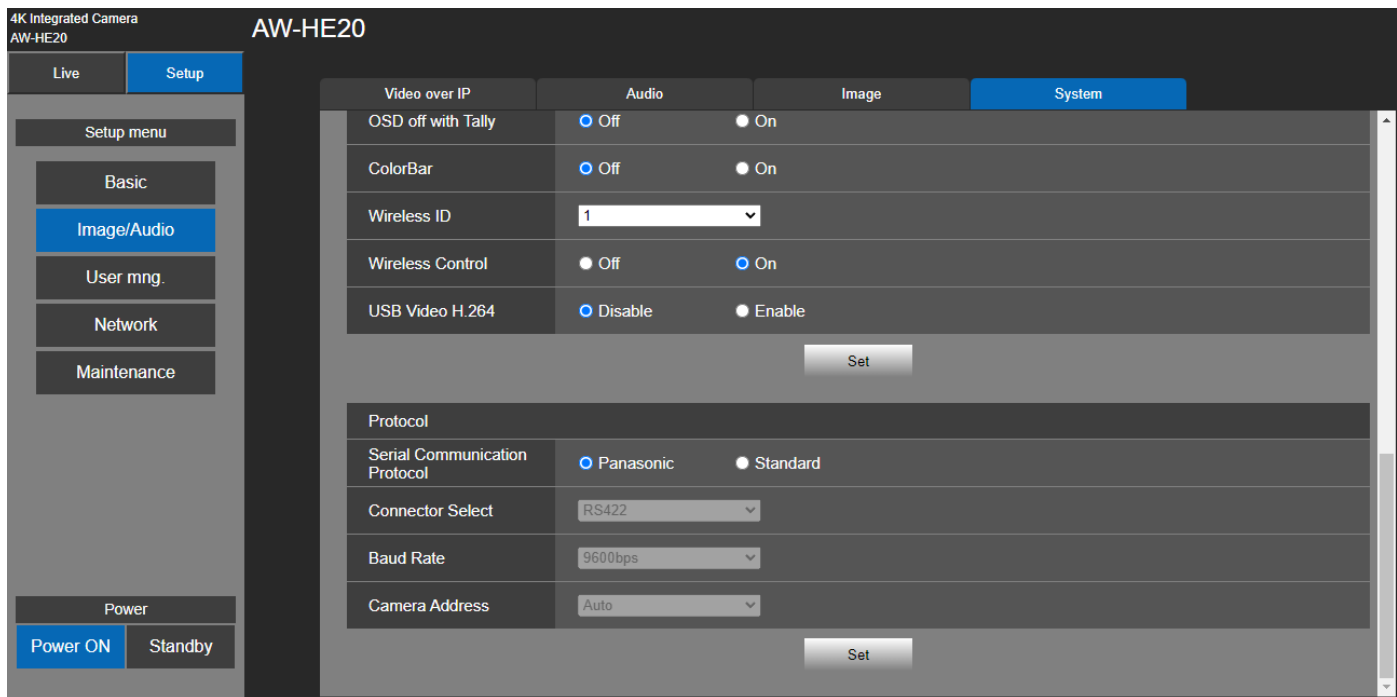 4K Integrated Camera
AW-HE20
AW-HE20
Live Setup
Setup menu
Basic
Image/Audio
User mng.
Network
Maintenance
Power
Power ON Standby
Video over IP Audio Image System
OSD off with Tally Off On
ColorBar Off On
Wireless ID 1
Wireless Control Off On
USB Video H.264 Disable Enable
Set
Protocol
Serial Communication
Protocol Panasonic Standard
Connector Select RS422
Baud Rate 9600bps
Camera Address Auto
Set